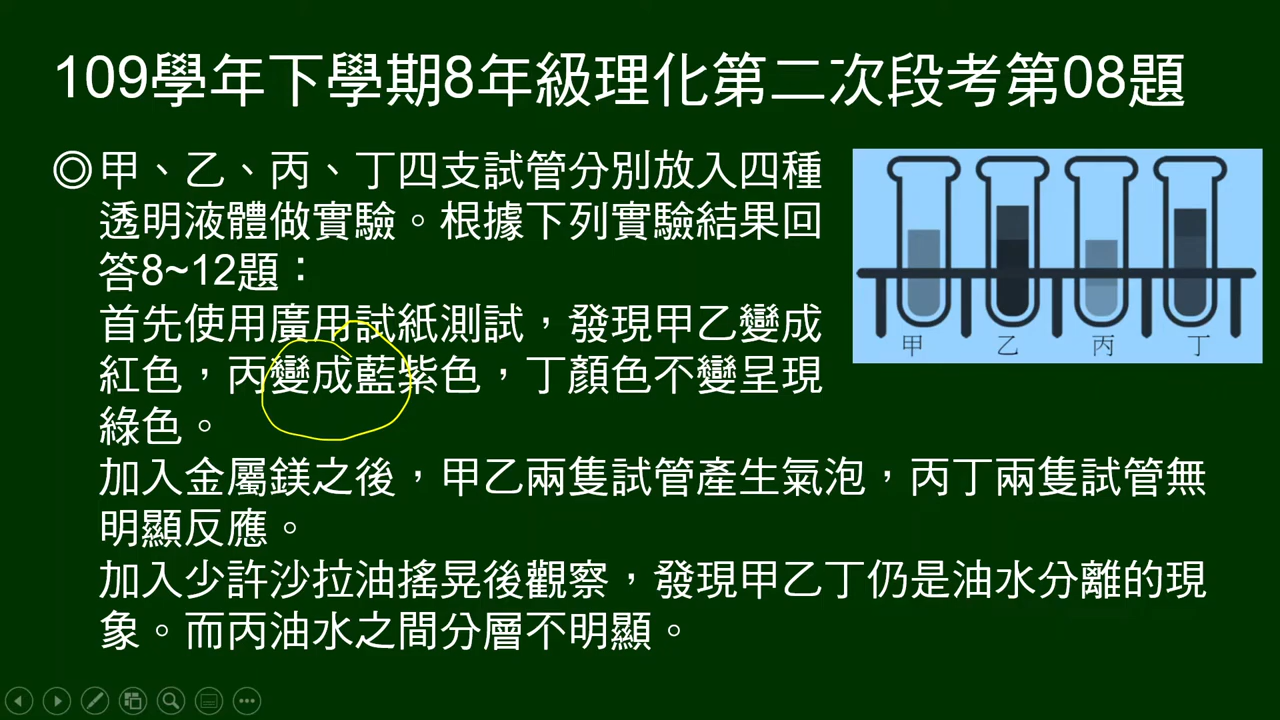 109學年下學期8年級理化第二次段考第08題
◎甲、乙、丙、丁四支試管分別放入四種
透明液體做實驗。根據下列實驗結果回
答8~12題：
首先使用廣用試紙測試，發現甲乙變成
紅色，丙變成藍紫色，丁顏色不變呈現
綠色。
加入金屬鎂之後，甲乙兩隻試管產生氣泡，丙丁兩隻試管無
明顯反應。
加入少許沙拉油搖晃後觀察，發現甲乙丁仍是油水分離的現
象。而丙油水之間分層不明顯。
甲 乙 丙 丁